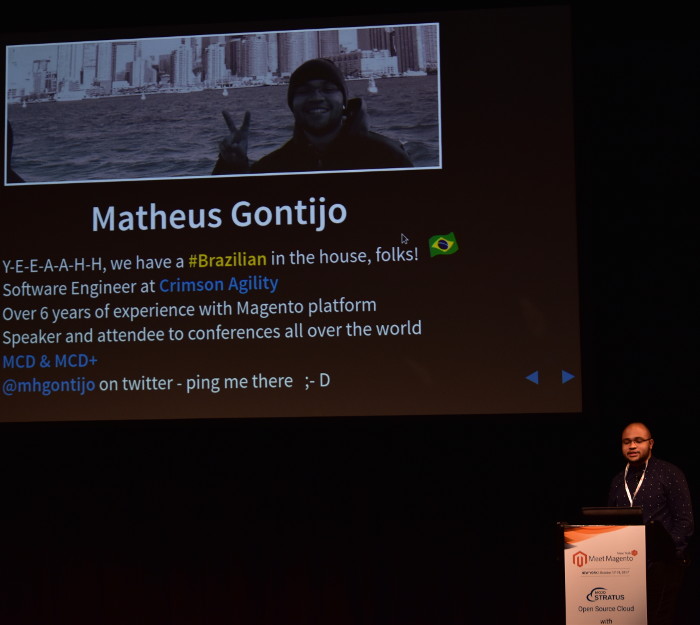 Matheus Gontijo
Y-E-E-A-A-H-H, we have a #Brazilian in the house, folks!
Software Engineer at Crimson Agility
Over 6 years of experience with Magento platform
Speaker and attendee to conferences all over the world
MCD & MCD+
@mhgontijo on twitter - ping me there ;- D
Meet Magento
MOJO
STRATUS
Open Source Cloud
with